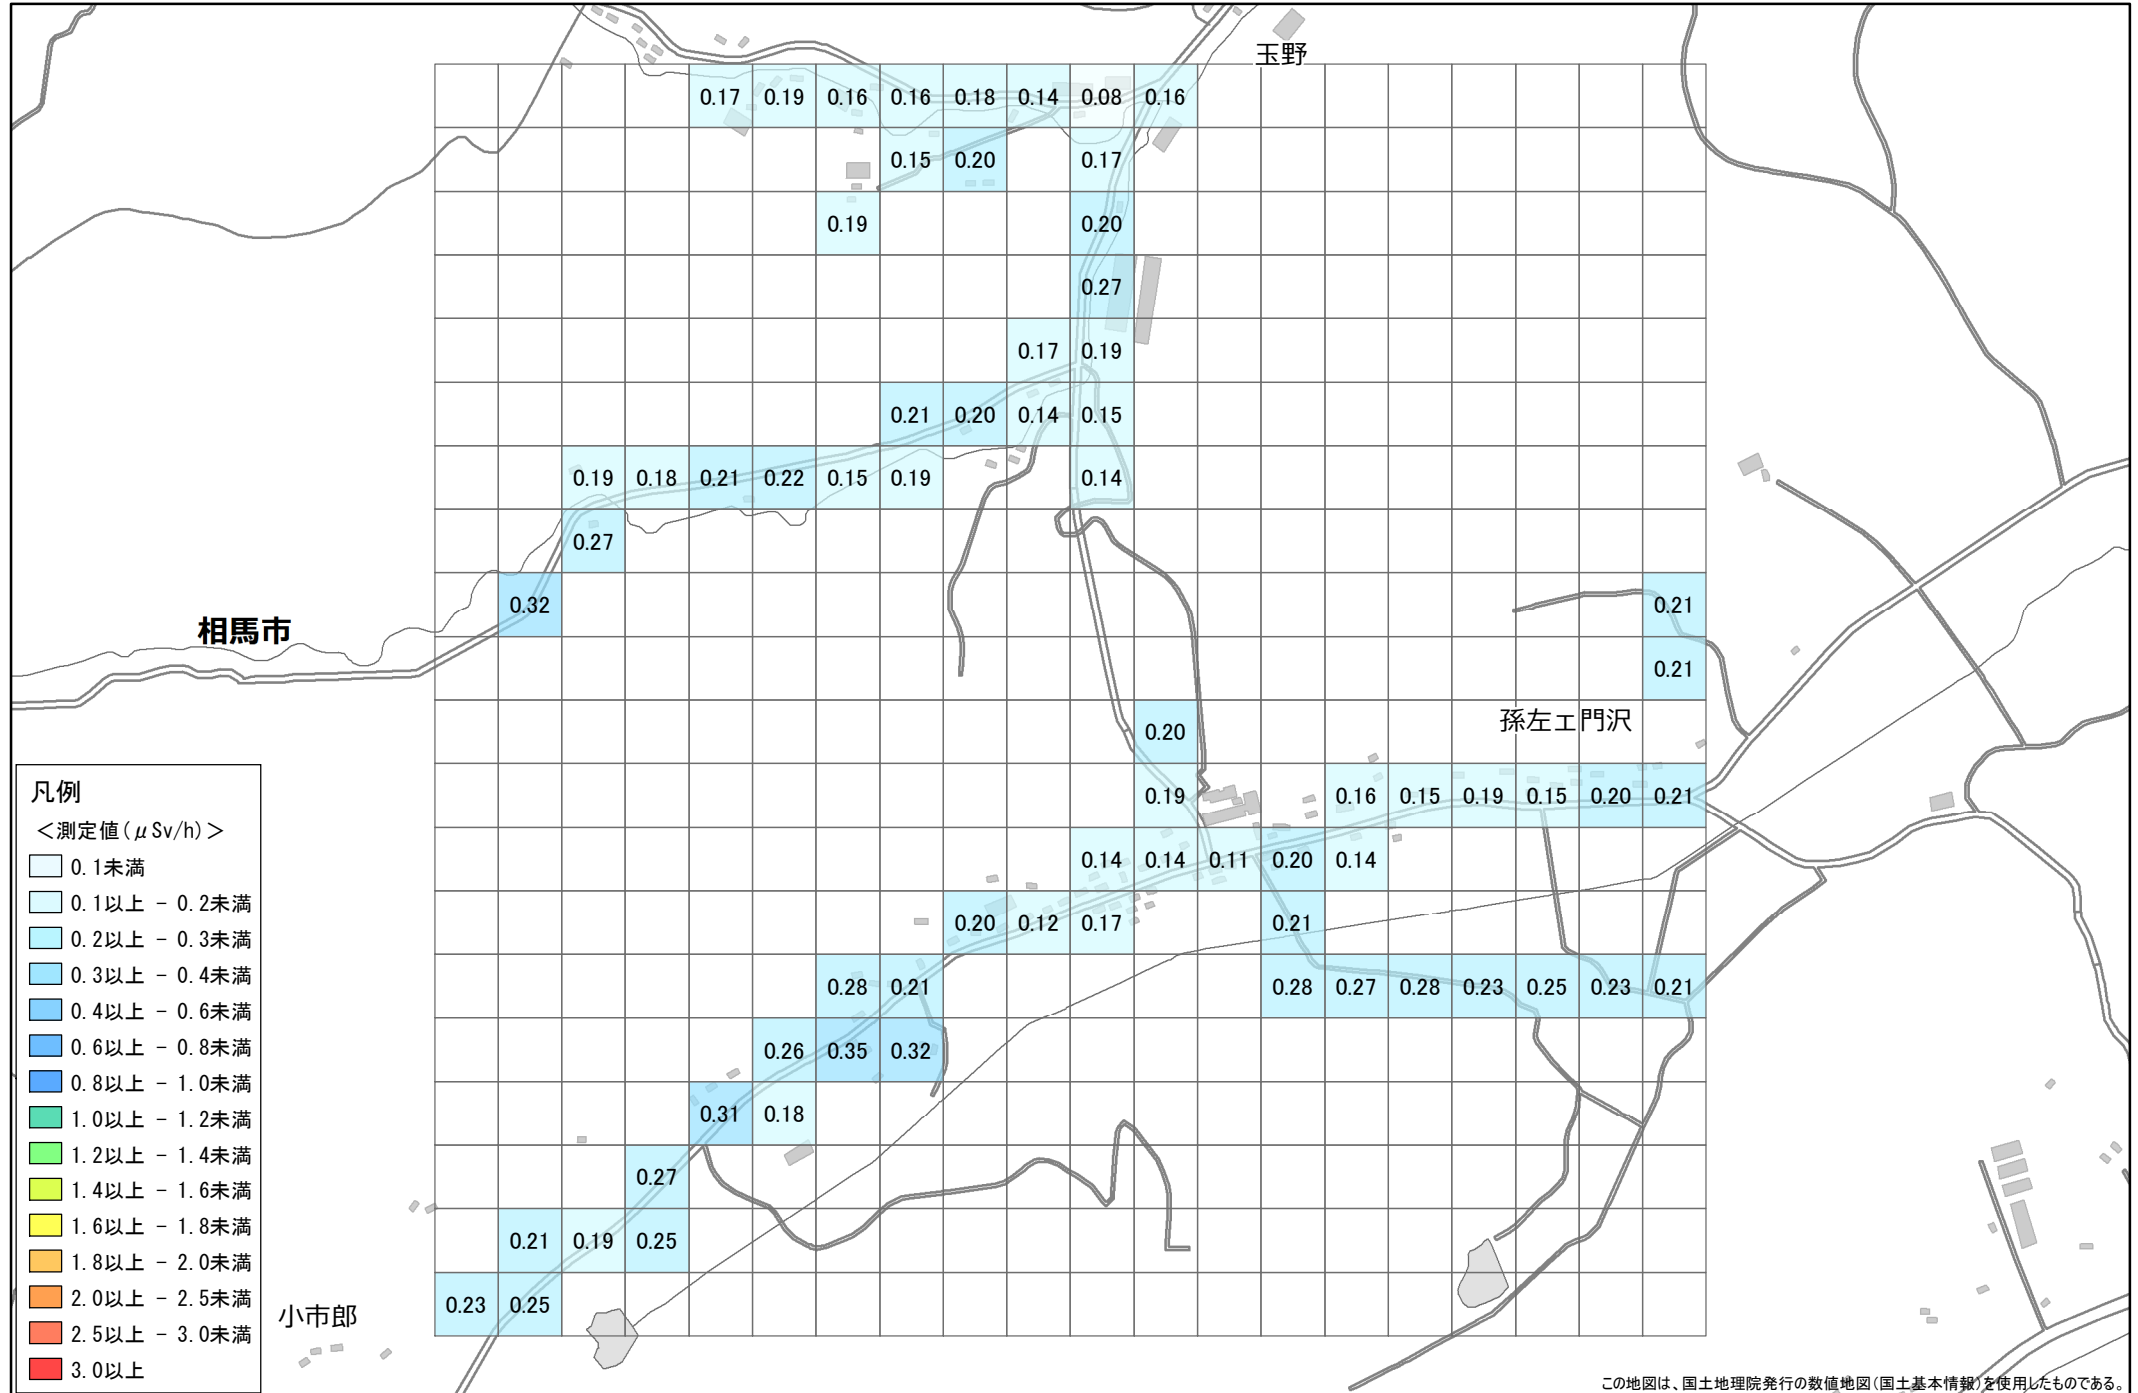 玉野
0.17 0.19 0.16 0.16 0.18 0.14 0.08 0.16
0.15 0.20 0.17
0.19 0.20
0.27
0.17 0.19
0.21 0.20 0.14 0.15
0.19 0.18 0.21 0.22 0.15 0.19 0.14
0.27
0.32 0.21
相馬市
0.21
孫左エ門沢
0.20
0.19 0.16 0.15 0.19 0.15 0.20 0.21
0.14 0.14 0.11 0.20 0.14
0.20 0.12 0.17 0.21
0.28 0.21 0.28 0.27 0.28 0.23 0.25 0.23 0.21
0.26 0.35 0.32
0.31 0.18
0.27
0.21 0.19 0.25
0.23 0.25
小市郎
凡例
＜測定値(μSv/h)＞
0.1未満
0.1以上 － 0.2未満
0.2以上 － 0.3未満
0.3以上 － 0.4未満
0.4以上 － 0.6未満
0.6以上 － 0.8未満
0.8以上 － 1.0未満
1.0以上 － 1.2未満
1.2以上 － 1.4未満
1.4以上 － 1.6未満
1.6以上 － 1.8未満
1.8以上 － 2.0未満
2.0以上 － 2.5未満
2.5以上 － 3.0未満
3.0以上
この地図は、国土地理院発行の数値地図(国土基本情報)を使用したものである。